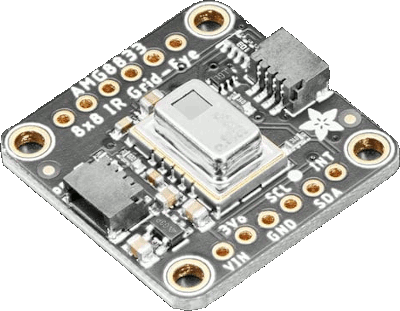 AMG8833
8x8 IR Grid-Eye
VIN
3Vo
GND
SCL
SDA
INT